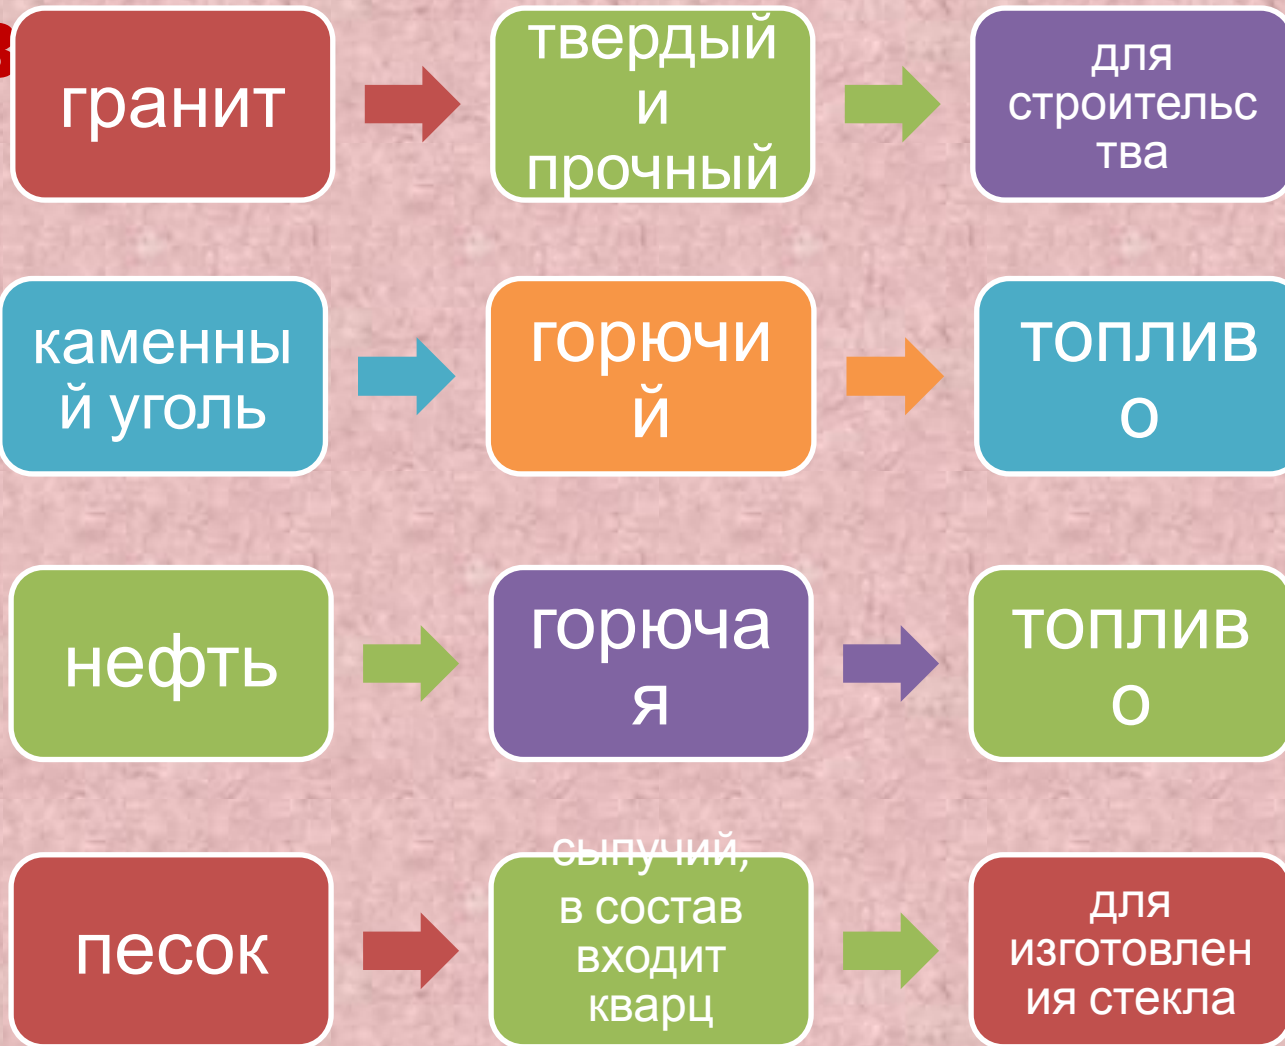 гранит
твердый
и
прочный
для
строительс
тва
каменны
й уголь
горючи
й
топлив
о
нефть
горюча
я
топлив
о
песок
сыпучий,
в состав
входит
кварц
для
изготовлен
ия стекла